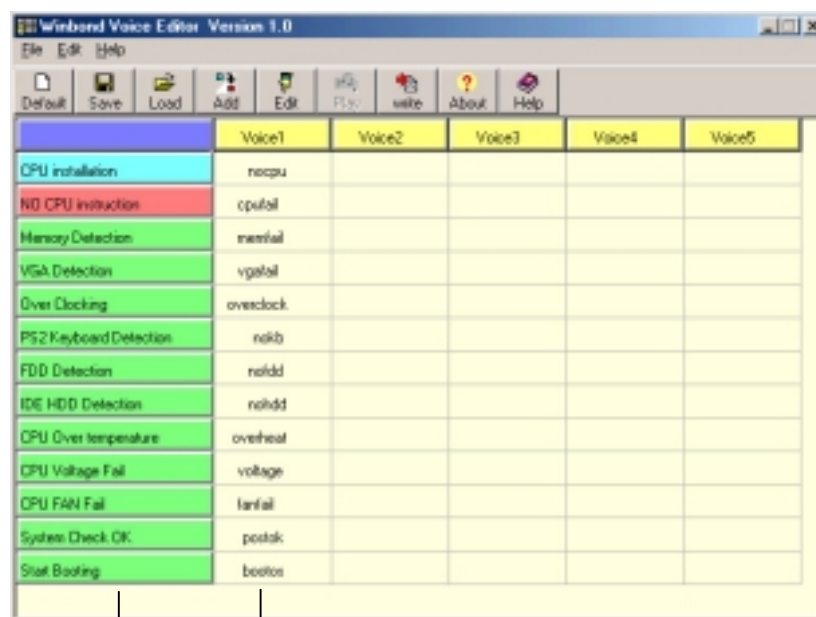 Winbond Voice Editor Version 1.0
File Edit Help
Default Save Load Add Edit Play write About Help
Voice1 Voice2 Voice3 Voice4 Voice5
CPU installation nocpu
NO CPU instruction cpufail
Memory Detection memfail
VGA Detection vgafail
Over Clocking overclock
PS2 Keyboard Detection nokb
FDD Detection nofdd
IDE HDD Detection nohdd
CPU Over temperature overheat
CPU Voltage Fail voltage
CPU FAN Fail fanfail
System Check OK postok
Start Booting bootos